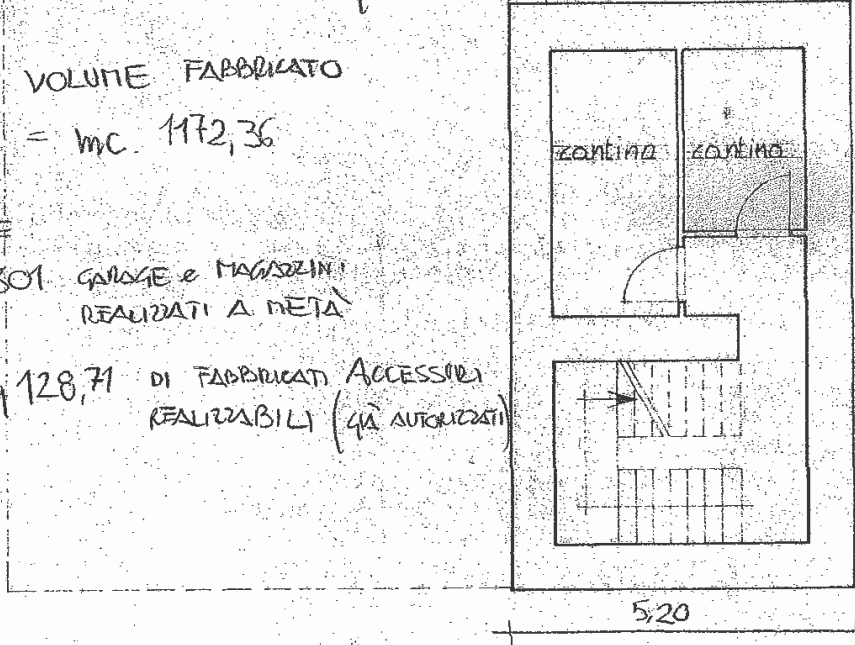 VOLUME FABBRICATO
= mc. 1172,36
cantina
cantina
301 GARAGE e MAGAZZINI
REALIZZATI A METÀ
128,71 DI FABBRICATI ACCESSORI
REALIZZABILI (GIÀ AUTORIZZATI)
5,20